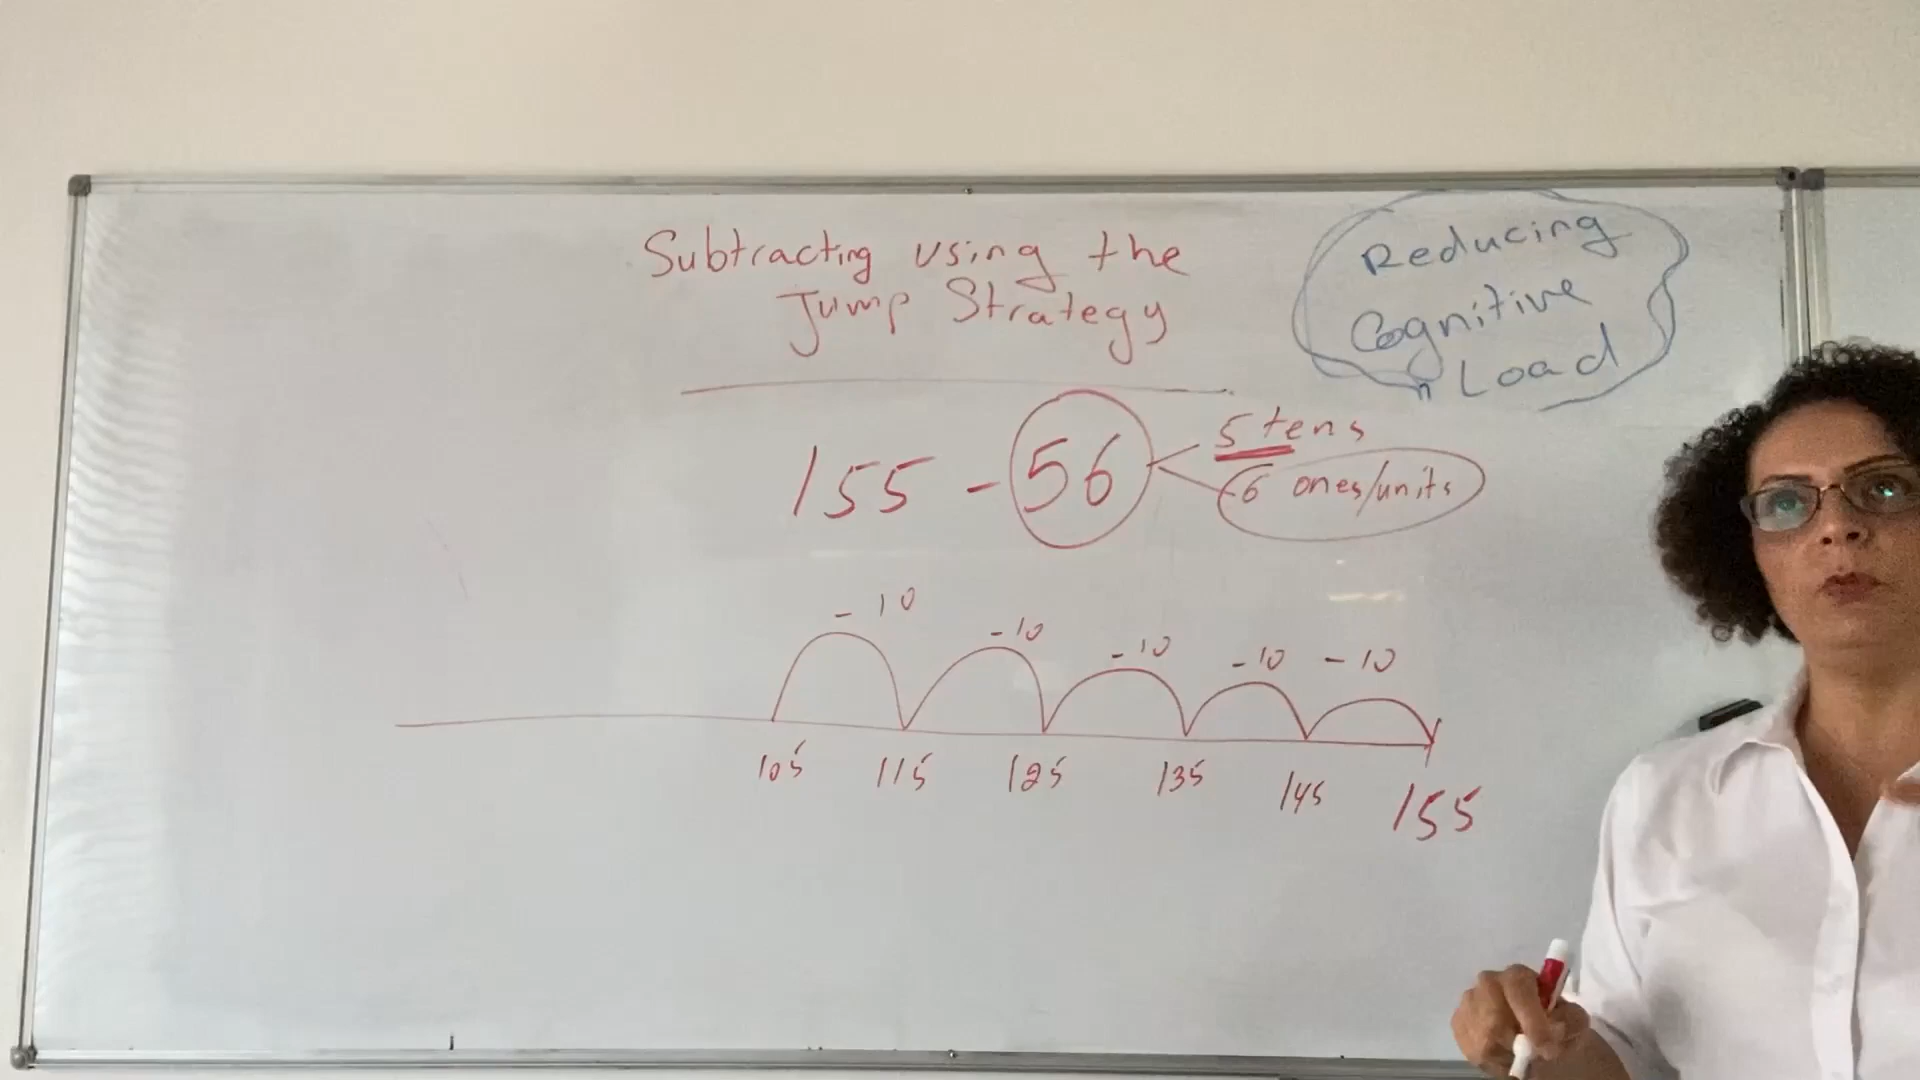 Subtracting using the
Jump Strategy
Reducing
Cognitive
Load
155 - 56
5 tens
6 ones/units
-10 -10 -10 -10 -10
105 115 125 135 145 155